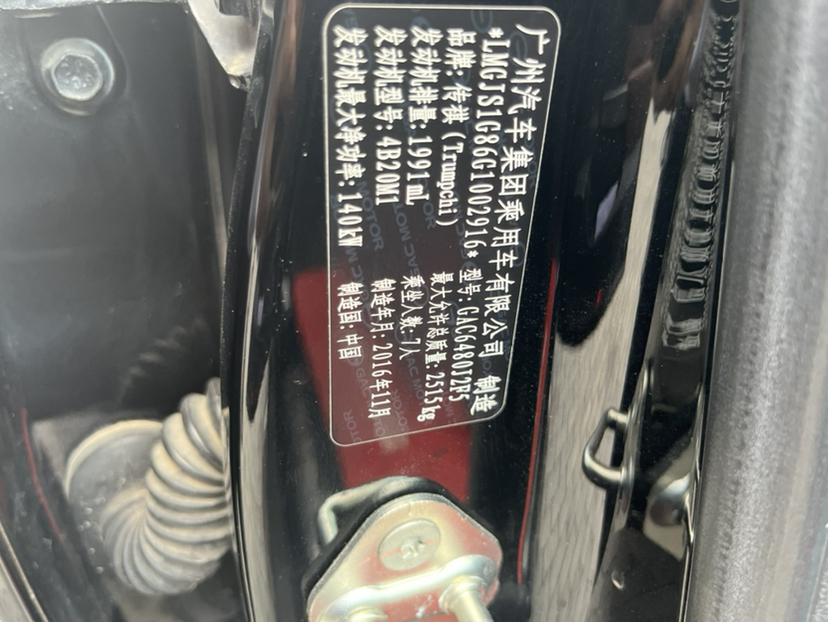 广州汽车集团乘用车有限公司 制造
*LMGJS1G86G1002916* 型号:GAC6480J2F5
品牌:传祺(Trumpchi) 最大允许总质量:2515kg
发动机排量:1991mL 乘坐人数:7人
发动机型号:4B20M1 制造年月:2016年11月
发动机最大净功率:140kW 制造国:中国